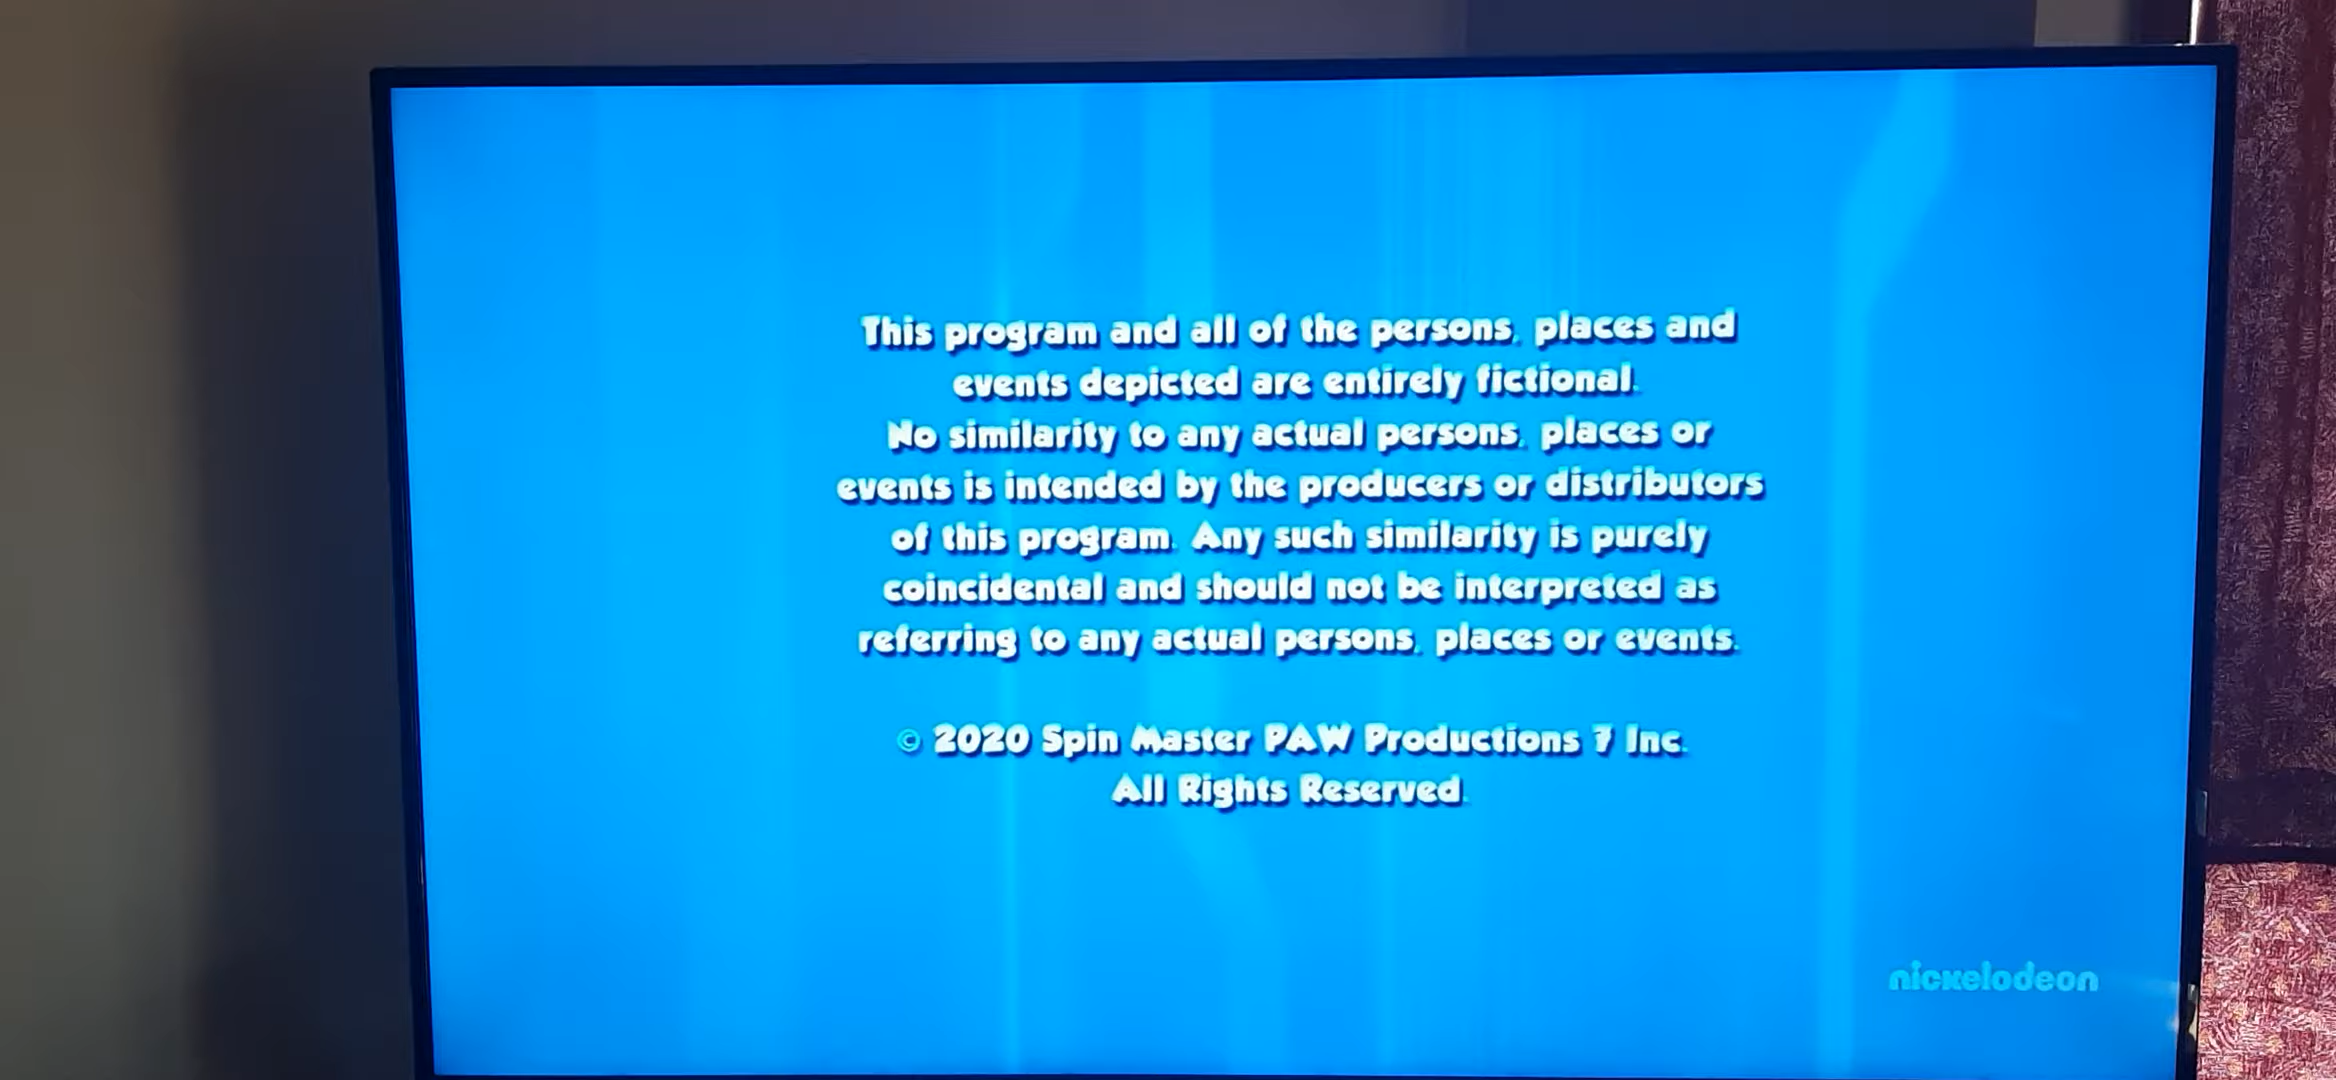 This program and all of the persons, places and
events depicted are entirely fictional.
No similarity to any actual persons, places or
events is intended by the producers or distributors
of this program. Any such similarity is purely
coincidental and should not be interpreted as
referring to any actual persons, places or events.
© 2020 Spin Master PAW Productions 7 Inc.
All Rights Reserved.
nickelodeon